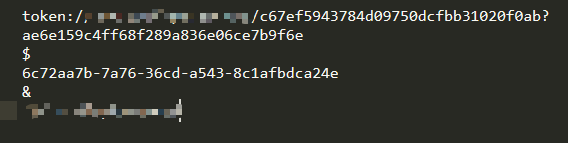 token:/
/c67ef5943784d09750dcfbb31020f0ab?
ae6e159c4ff68f289a836e06ce7b9f6e
$
6c72aa7b-7a76-36cd-a543-8c1afbdca24e
&